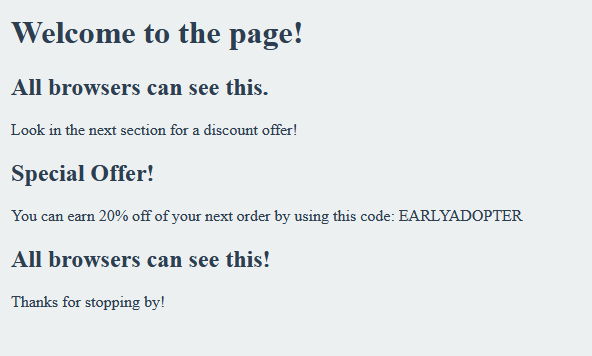 Welcome to the page!
All browsers can see this.
Look in the next section for a discount offer!
Special Offer!
You can earn 20% off of your next order by using this code: EARLYADOPTER
All browsers can see this!
Thanks for stopping by!